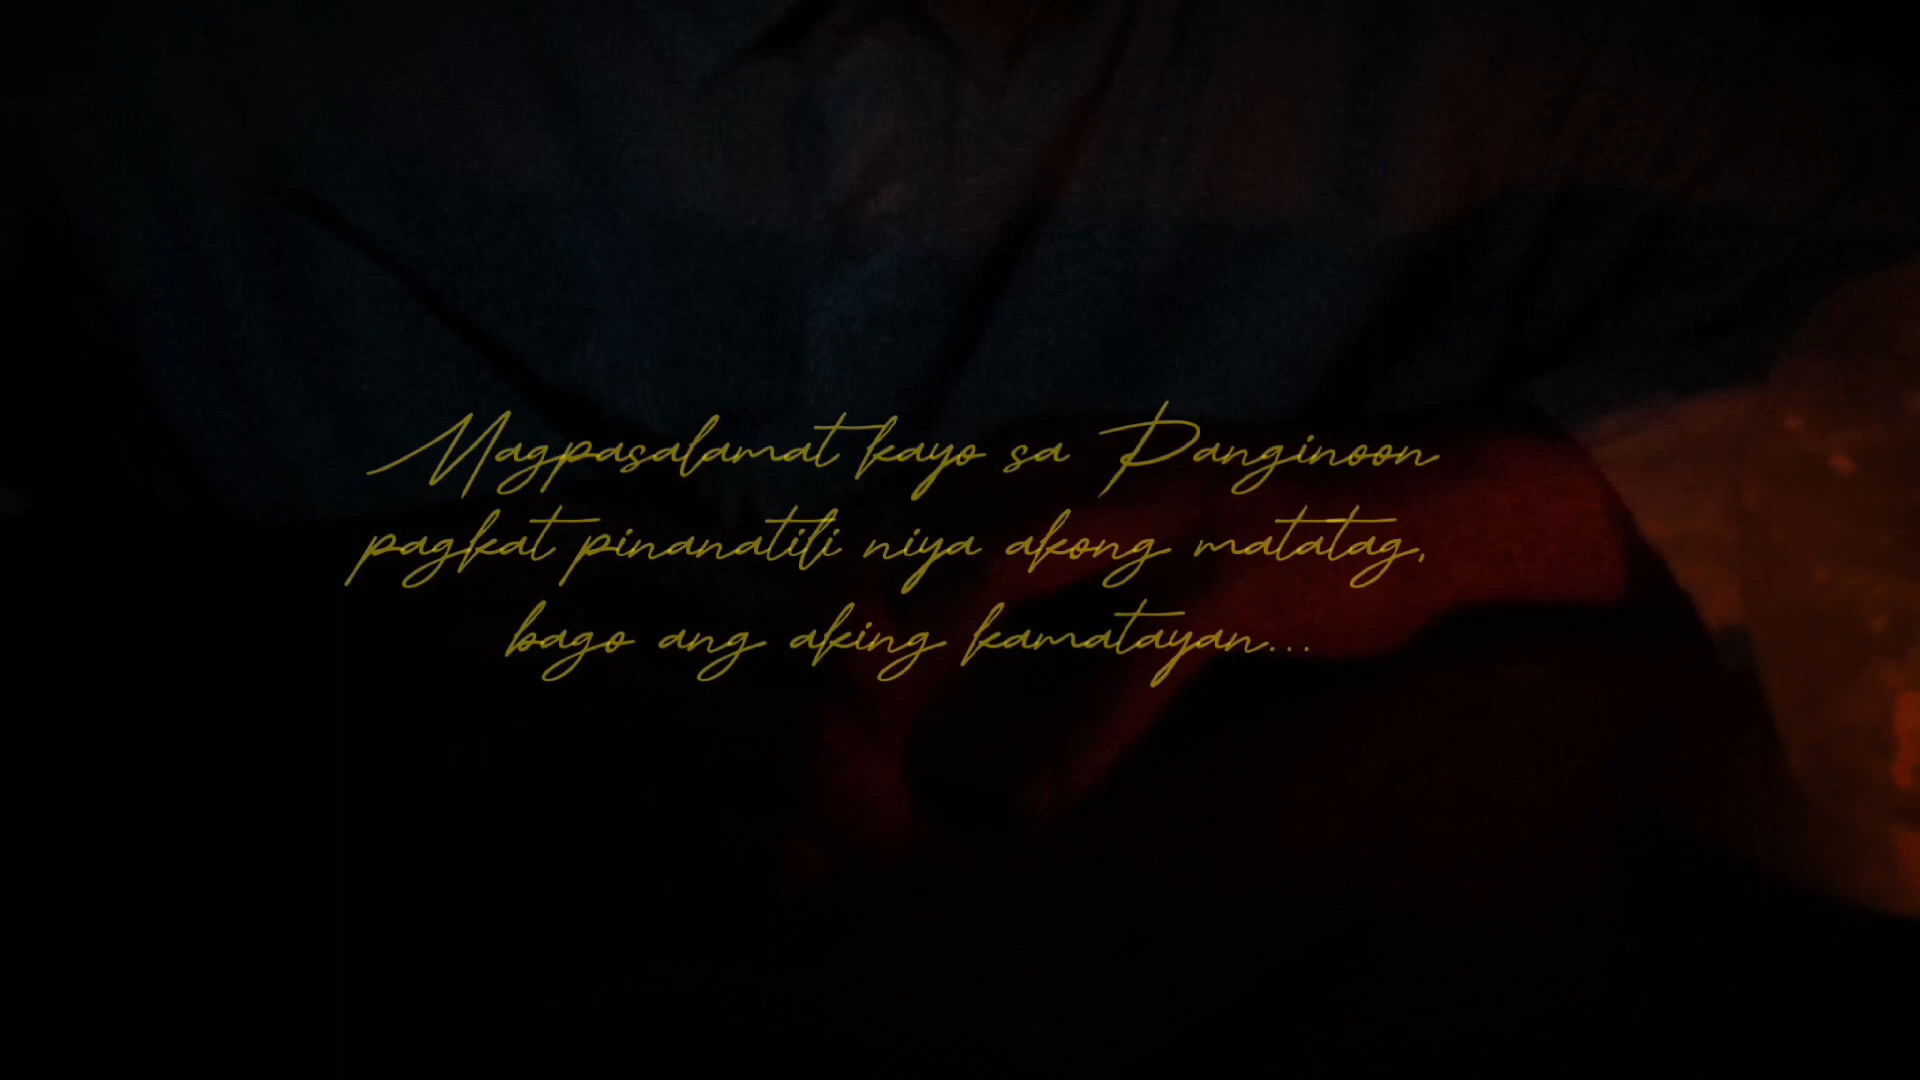 Magpasalamat kayo sa Panginoon
pagkat pinanatili niya akong matatag,
bago ang aking kamatayan...